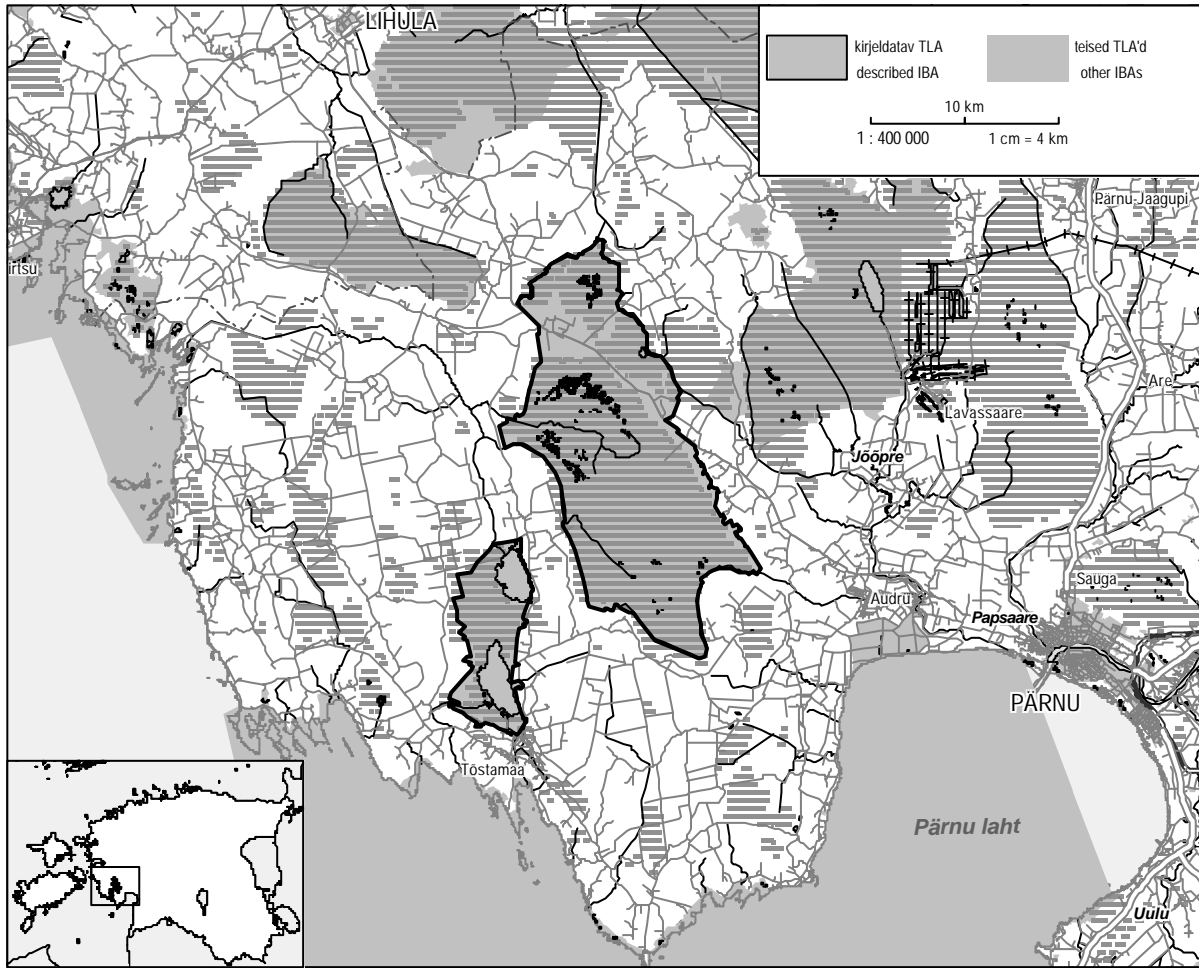 LIHULA
kirjeldatav TLA
described IBA
teised TLA'd
other IBAs
10 km
1 : 400 000
1 cm = 4 km
Pärnu-Jaagupi
irtsu
Are
Lavassaare
Jõõpre
Sauga
Audru
Papsaare
PÄRNU
Tõstamaa
Pärnu laht
Uulu